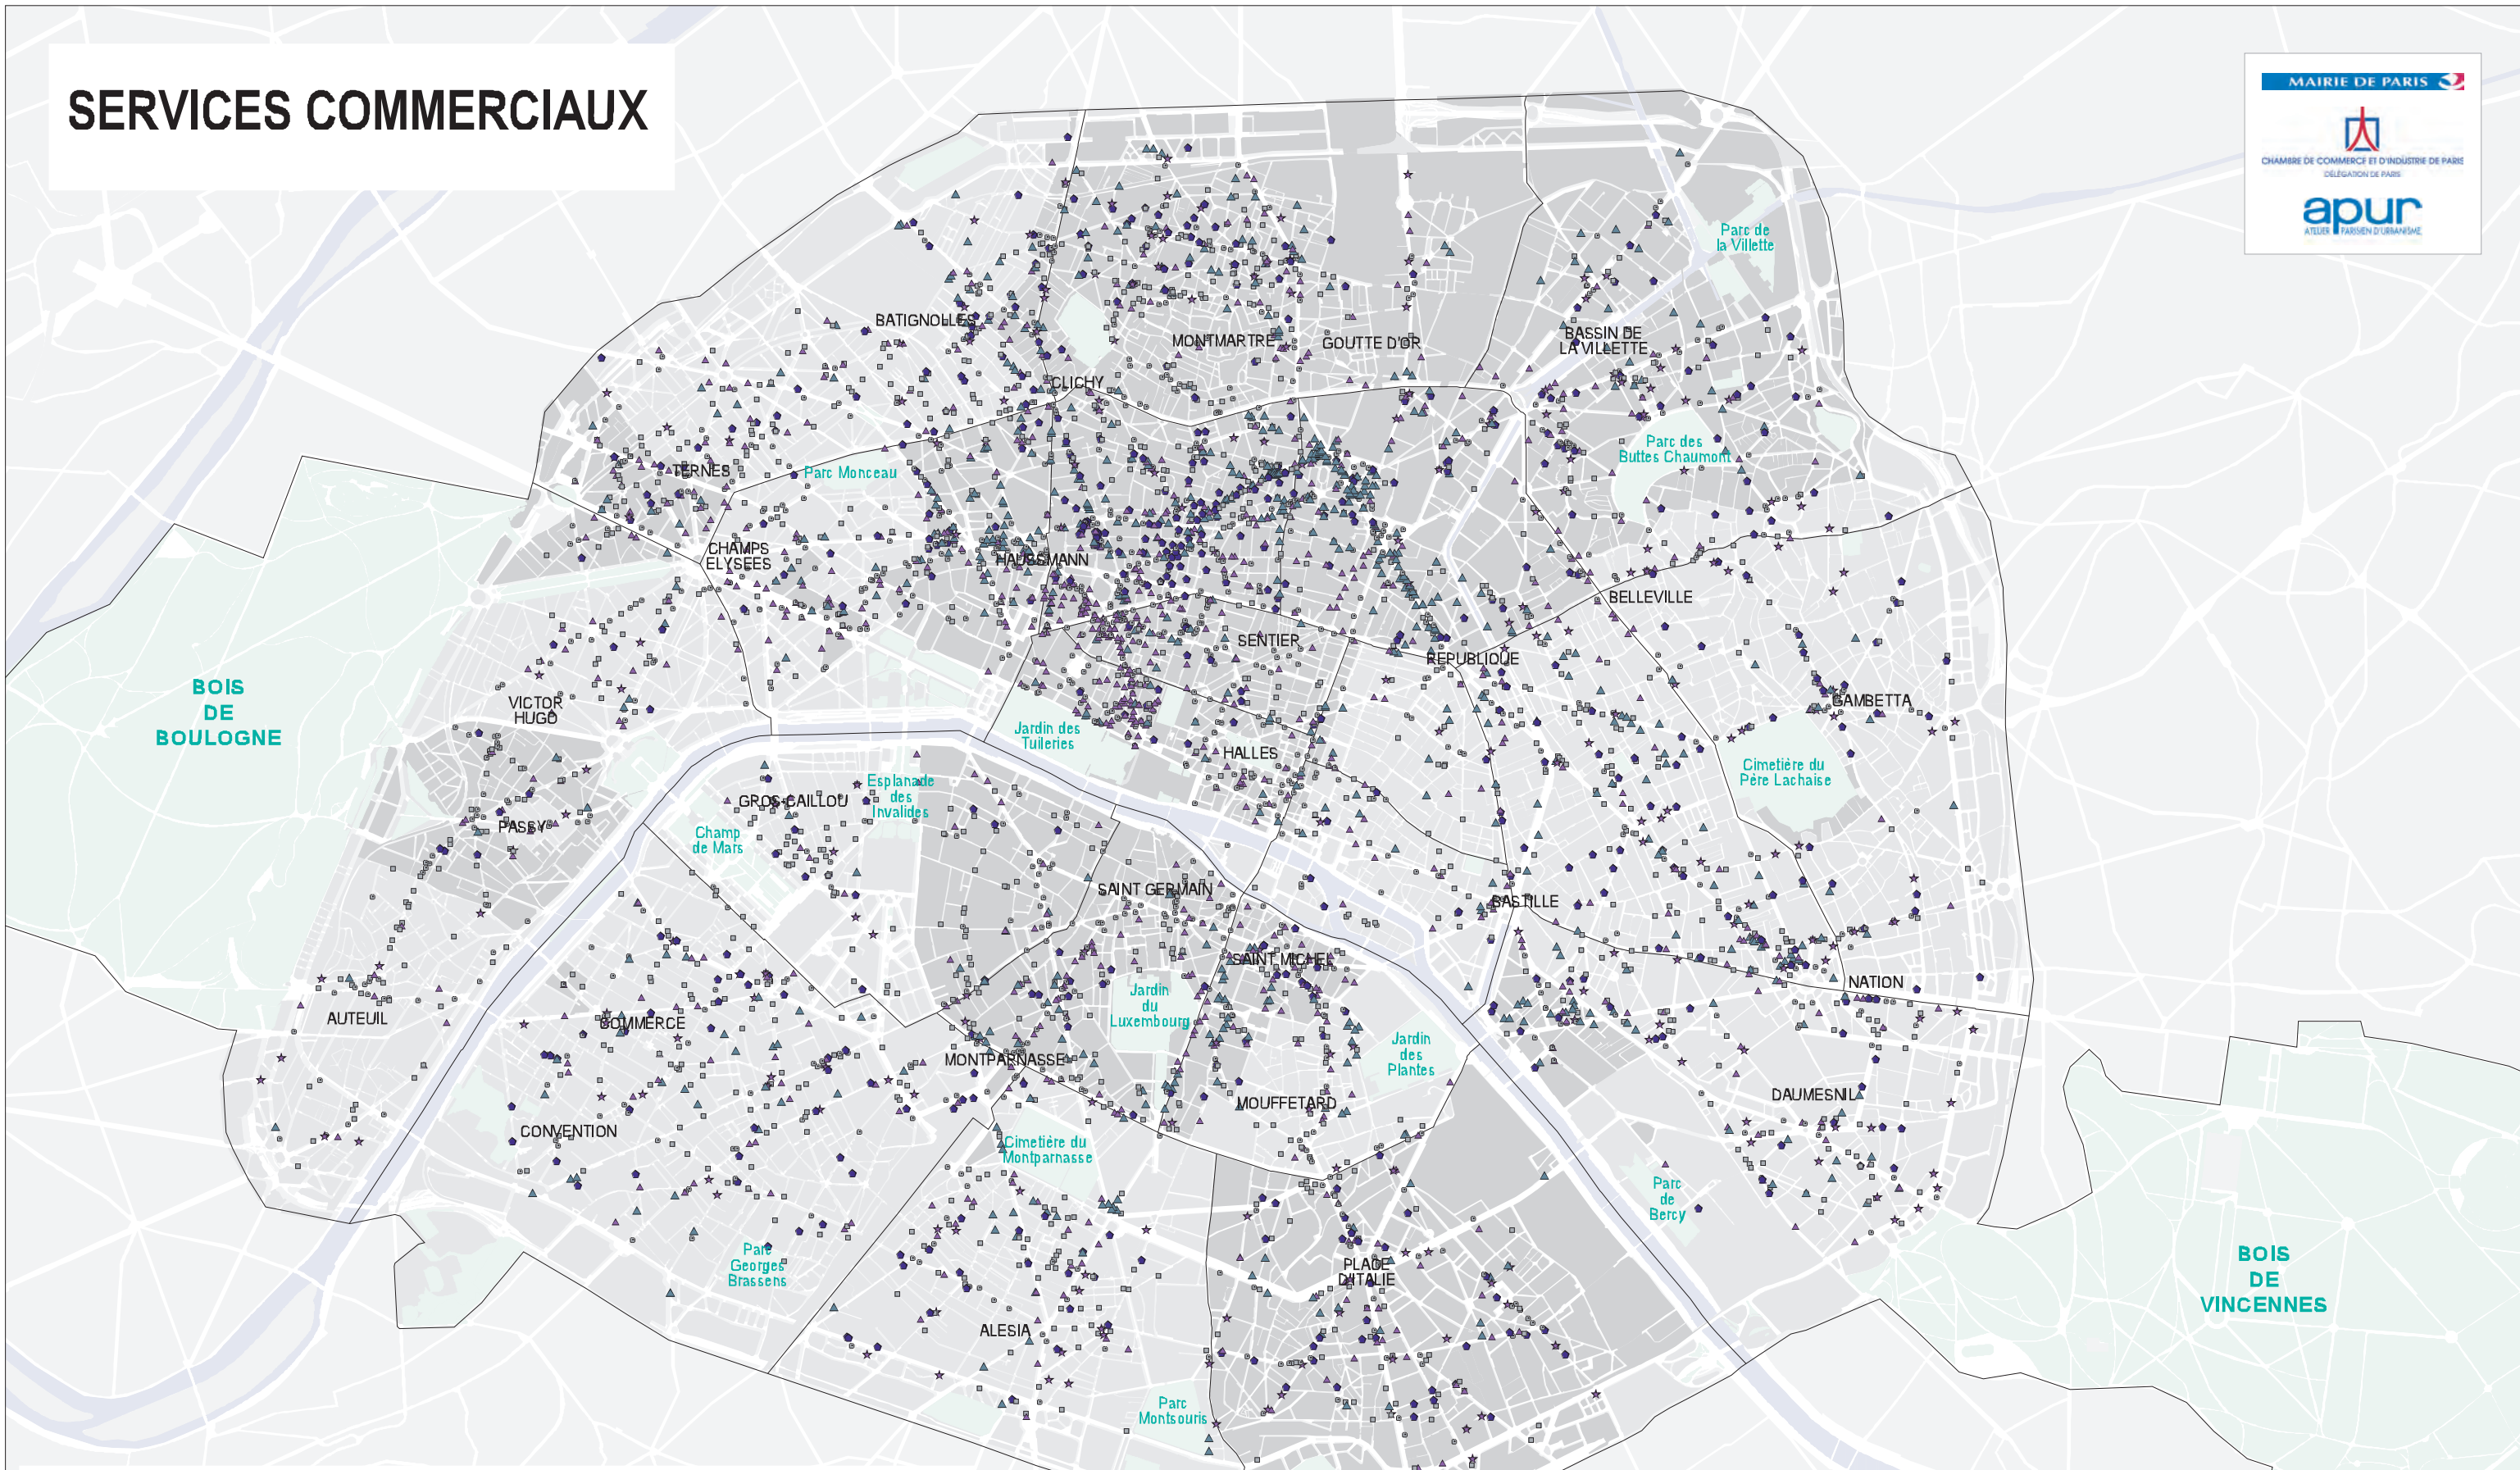 SERVICES COMMERCIAUX
MAIRIE DE PARIS
CHAMBRE DE COMMERCE ET D'INDUSTRIE DE PARIS
DÉLÉGATION DE PARIS
apur
ATELIER PARISIEN D'URBANISME
Parc de
la Villette
BATIGNOLLES
MONTMARTRE
GOUTTE D'OR
BASSIN DE
LA VILLETTE
CLICHY
Parc des
Buttes Chaumont
TERNES
Parc Monceau
CHAMPS
ELYSEES
HAUSSMANN
BELLEVILLE
SENTIER
REPUBLIQUE
BOIS
DE
BOULOGNE
VICTOR
HUGO
GAMBETTA
Jardin des
Tuileries
HALLES
Cimetière du
Père Lachaise
GROS-CAILLOU
Esplanade
des
Invalides
PASSY
Champ
de Mars
SAINT GERMAIN
BASTILLE
SAINT MICHEL
NATION
Jardin
du
Luxembourg
AUTEUIL
COMMERCE
MONTPARNASSE
Jardin
des
Plantes
MOUFFETARD
DAUMESNIL
CONVENTION
Cimetière du
Montparnasse
Parc
de
Bercy
Parc
Georges
Brassens
PLACE
D'ITALIE
BOIS
DE
VINCENNES
ALESIA
Parc
Montsouris